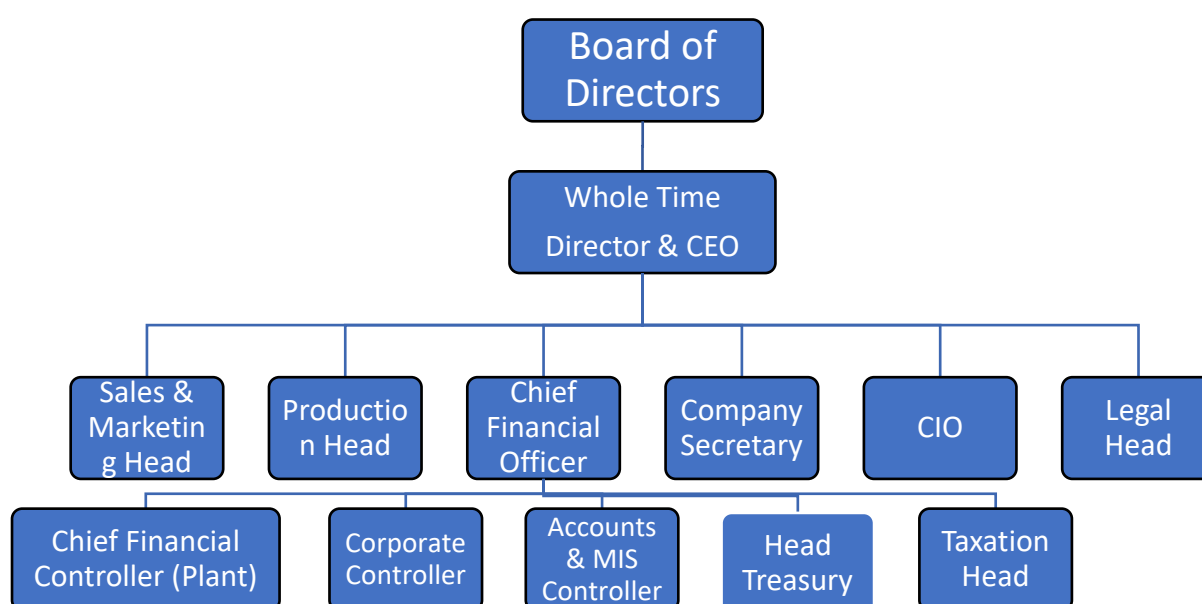 Board of
Directors
Whole Time
Director & CEO
Sales &
Marketin
g Head
Productio
n Head
Chief
Financial
Officer
Company
Secretary
CIO
Legal
Head
Chief Financial
Controller (Plant)
Corporate
Controller
Accounts
& MIS
Controller
Head
Treasury
Taxation
Head